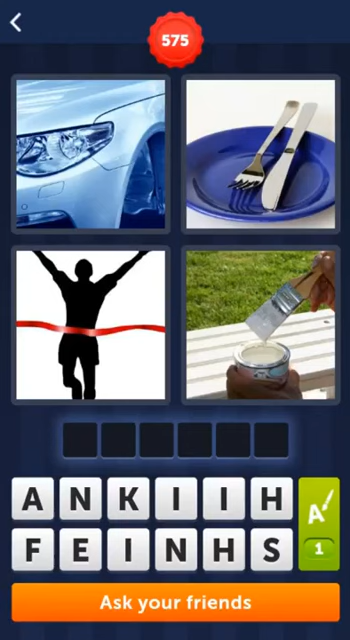 575
A N K I I H
F E I N H S
A
1
Ask your friends